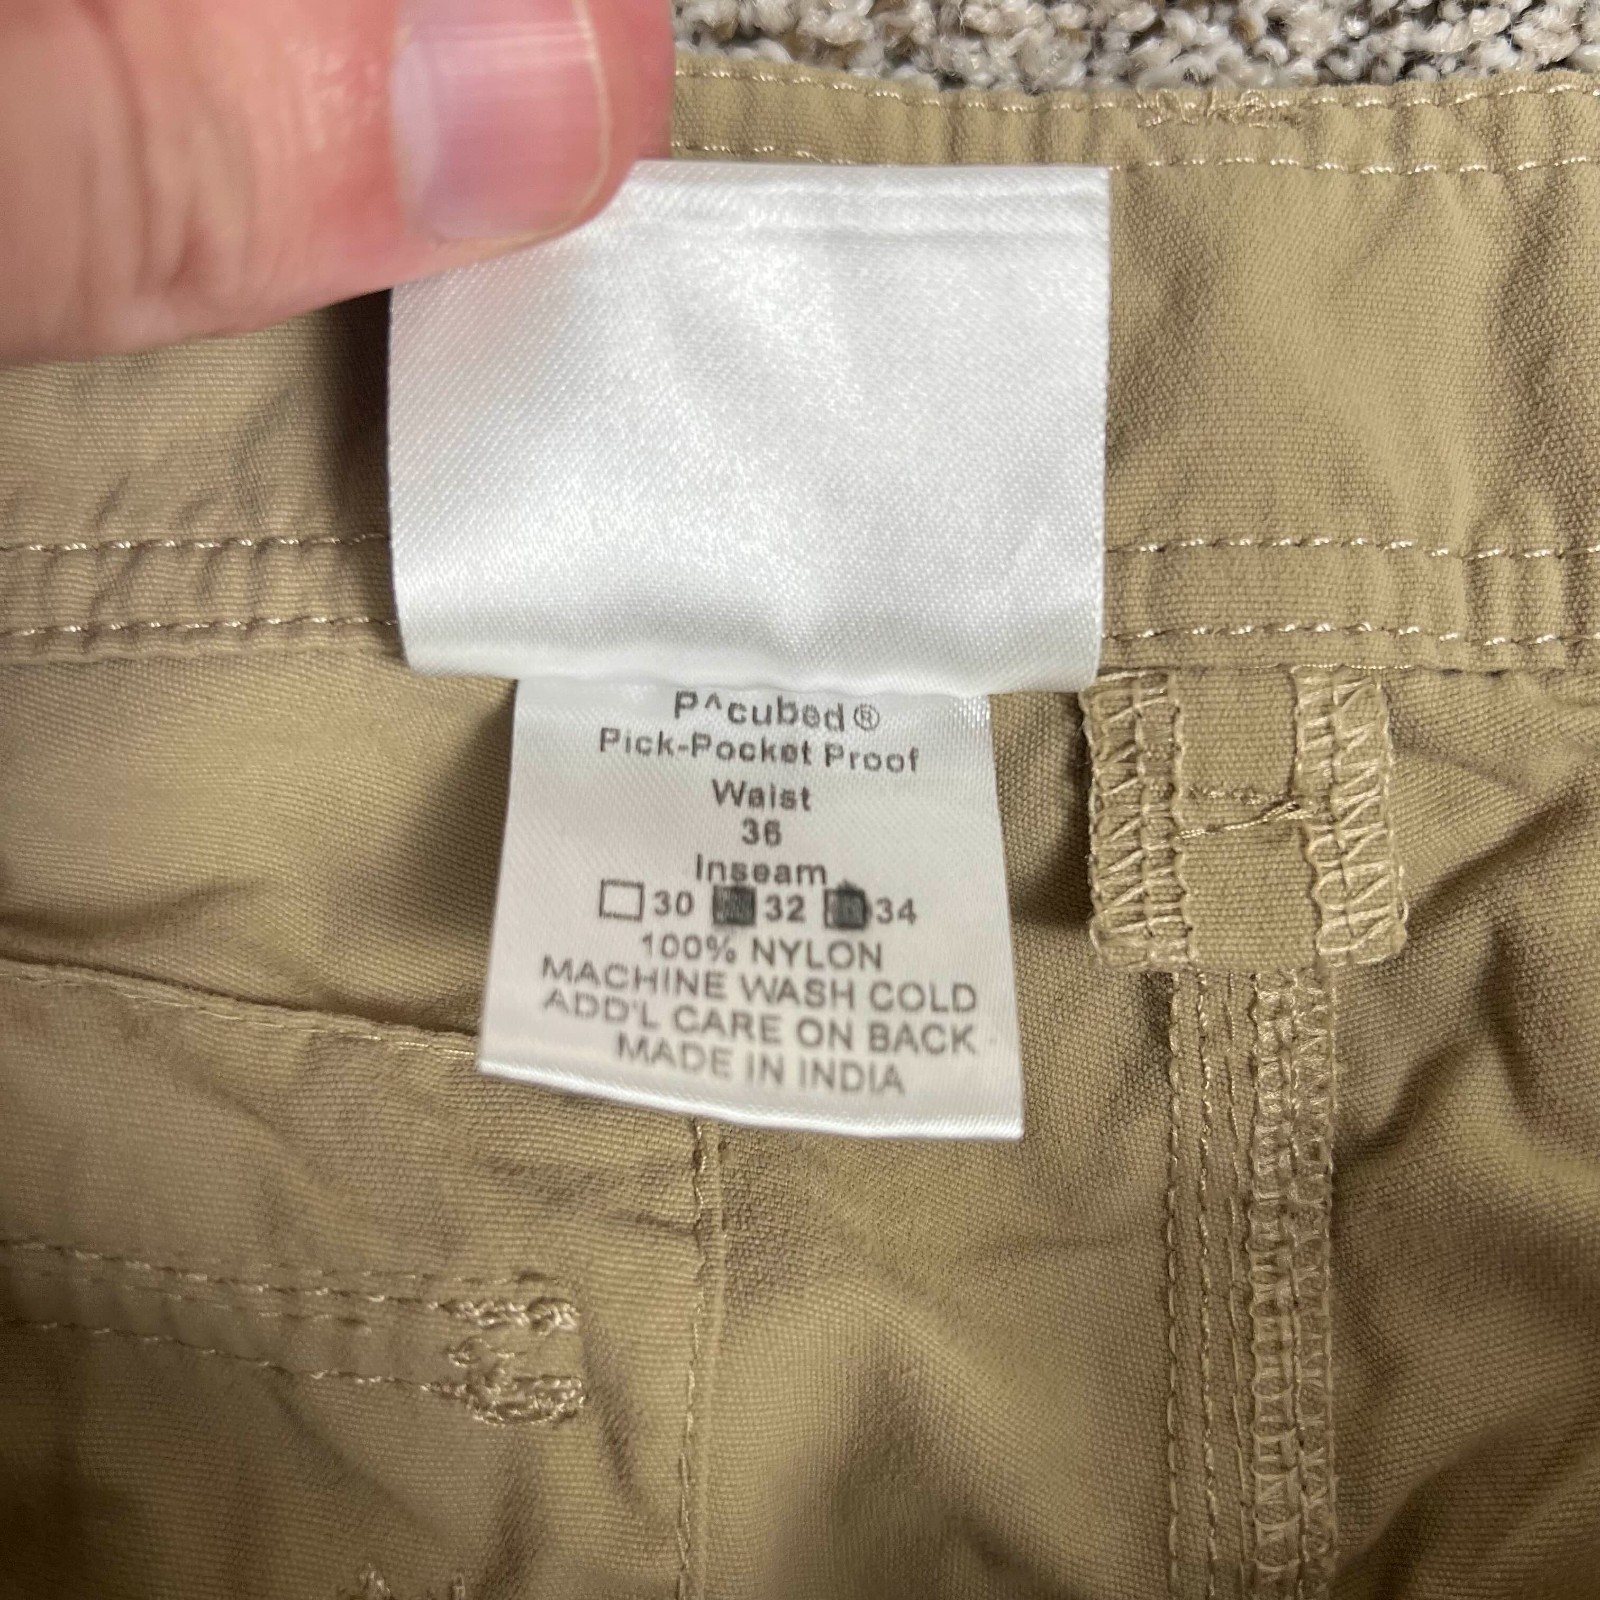 P^cubed®
Pick-Pocket Proof
Waist
36
Inseam
30 32 34
100% NYLON
MACHINE WASH COLD
ADD'L CARE ON BACK
MADE IN INDIA